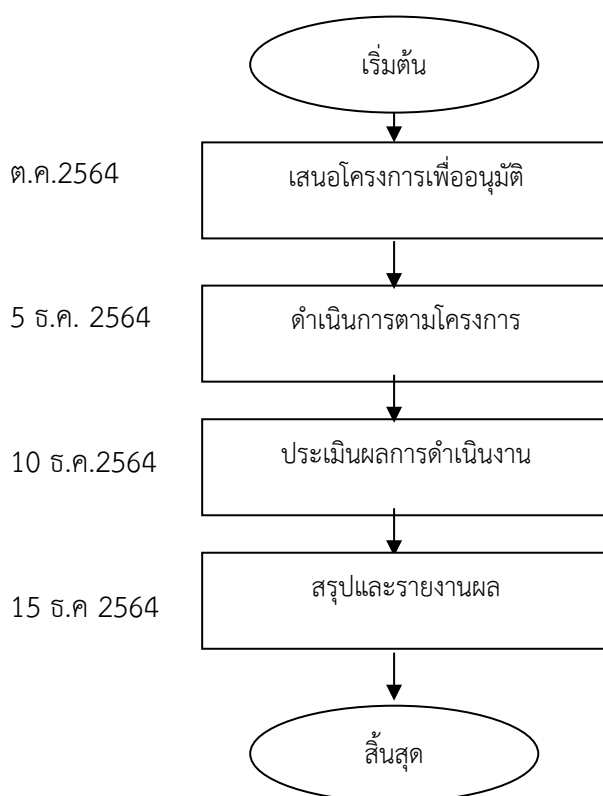 เริ่มต้น
ต.ค.2564
เสนอโครงการเพื่ออนุมัติ
5 ธ.ค. 2564
ดำเนินการตามโครงการ
10 ธ.ค.2564
ประเมินผลการดำเนินงาน
15 ธ.ค 2564
สรุปและรายงานผล
สิ้นสุด